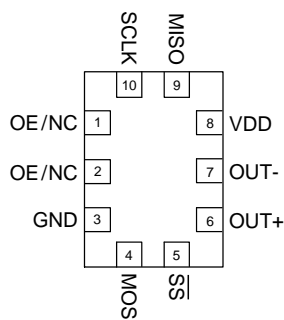 SCLK
MISO
10
9
OE/NC 1
8 VDD
OE/NC 2
7 OUT-
GND 3
6 OUT+
4
5
MOS
SS